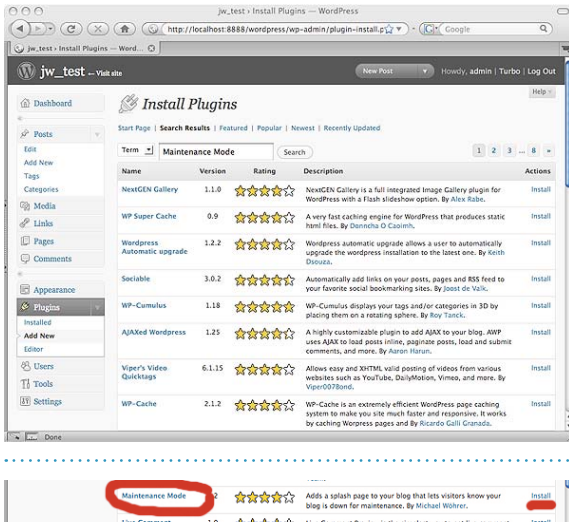 jw_test › Install Plugins — WordPress
http://localhost:8888/wordpress/wp-admin/plugin-install.p
Google
jw_test › Install Plugins — Word...
jw_test ← Visit site
New Post
Howdy, admin | Turbo | Log Out
Help
Dashboard
Posts
Edit
Add New
Tags
Categories
Media
Links
Pages
Comments
Appearance
Plugins
Installed
Add New
Editor
Users
Tools
Settings
Install Plugins
Start Page | Search Results | Featured | Popular | Newest | Recently Updated
Term
Maintenance Mode
Search
1 2 3 ... 8 »
Name Version Rating Description Actions
NextGEN Gallery 1.1.0 NextGEN Gallery is a full integrated Image Gallery plugin for Install
WordPress with a Flash slideshow option. By Alex Rabe.
WP Super Cache 0.9 A very fast caching engine for WordPress that produces static Install
html files. By Donncha O Caoimh.
Wordpress 1.2.2 Wordpress automatic upgrade allows a user to automatically Install
Automatic upgrade upgrade the wordpress installation to the latest one. By Keith
Dsouza.
Sociable 3.0.2 Automatically add links on your posts, pages and RSS feed to Install
your favorite social bookmarking sites. By Joost de Valk.
WP-Cumulus 1.18 WP-Cumulus displays your tags and/or categories in 3D by Install
placing them on a rotating sphere. By Roy Tanck.
AJAXed Wordpress 1.25 A highly customizable plugin to add AJAX to your blog. AWP Install
uses AJAX to load posts inline, paginate posts, load and submit
comments, and more. By Aaron Harun.
Viper's Video 6.1.15 Allows easy and XHTML valid posting of videos from various Install
Quicktags websites such as YouTube, DailyMotion, Vimeo, and more. By
Viper007Bond.
WP-Cache 2.1.2 WP-Cache is an extremely efficient WordPress page caching Install
system to make you site much faster and responsive. It works
by caching Worpress pages and By Ricardo Galli Granada.
Done
Maintenance Mode Adds a splash page to your blog that lets visitors know your Install
blog is down for maintenance. By Michael Wöhrer.